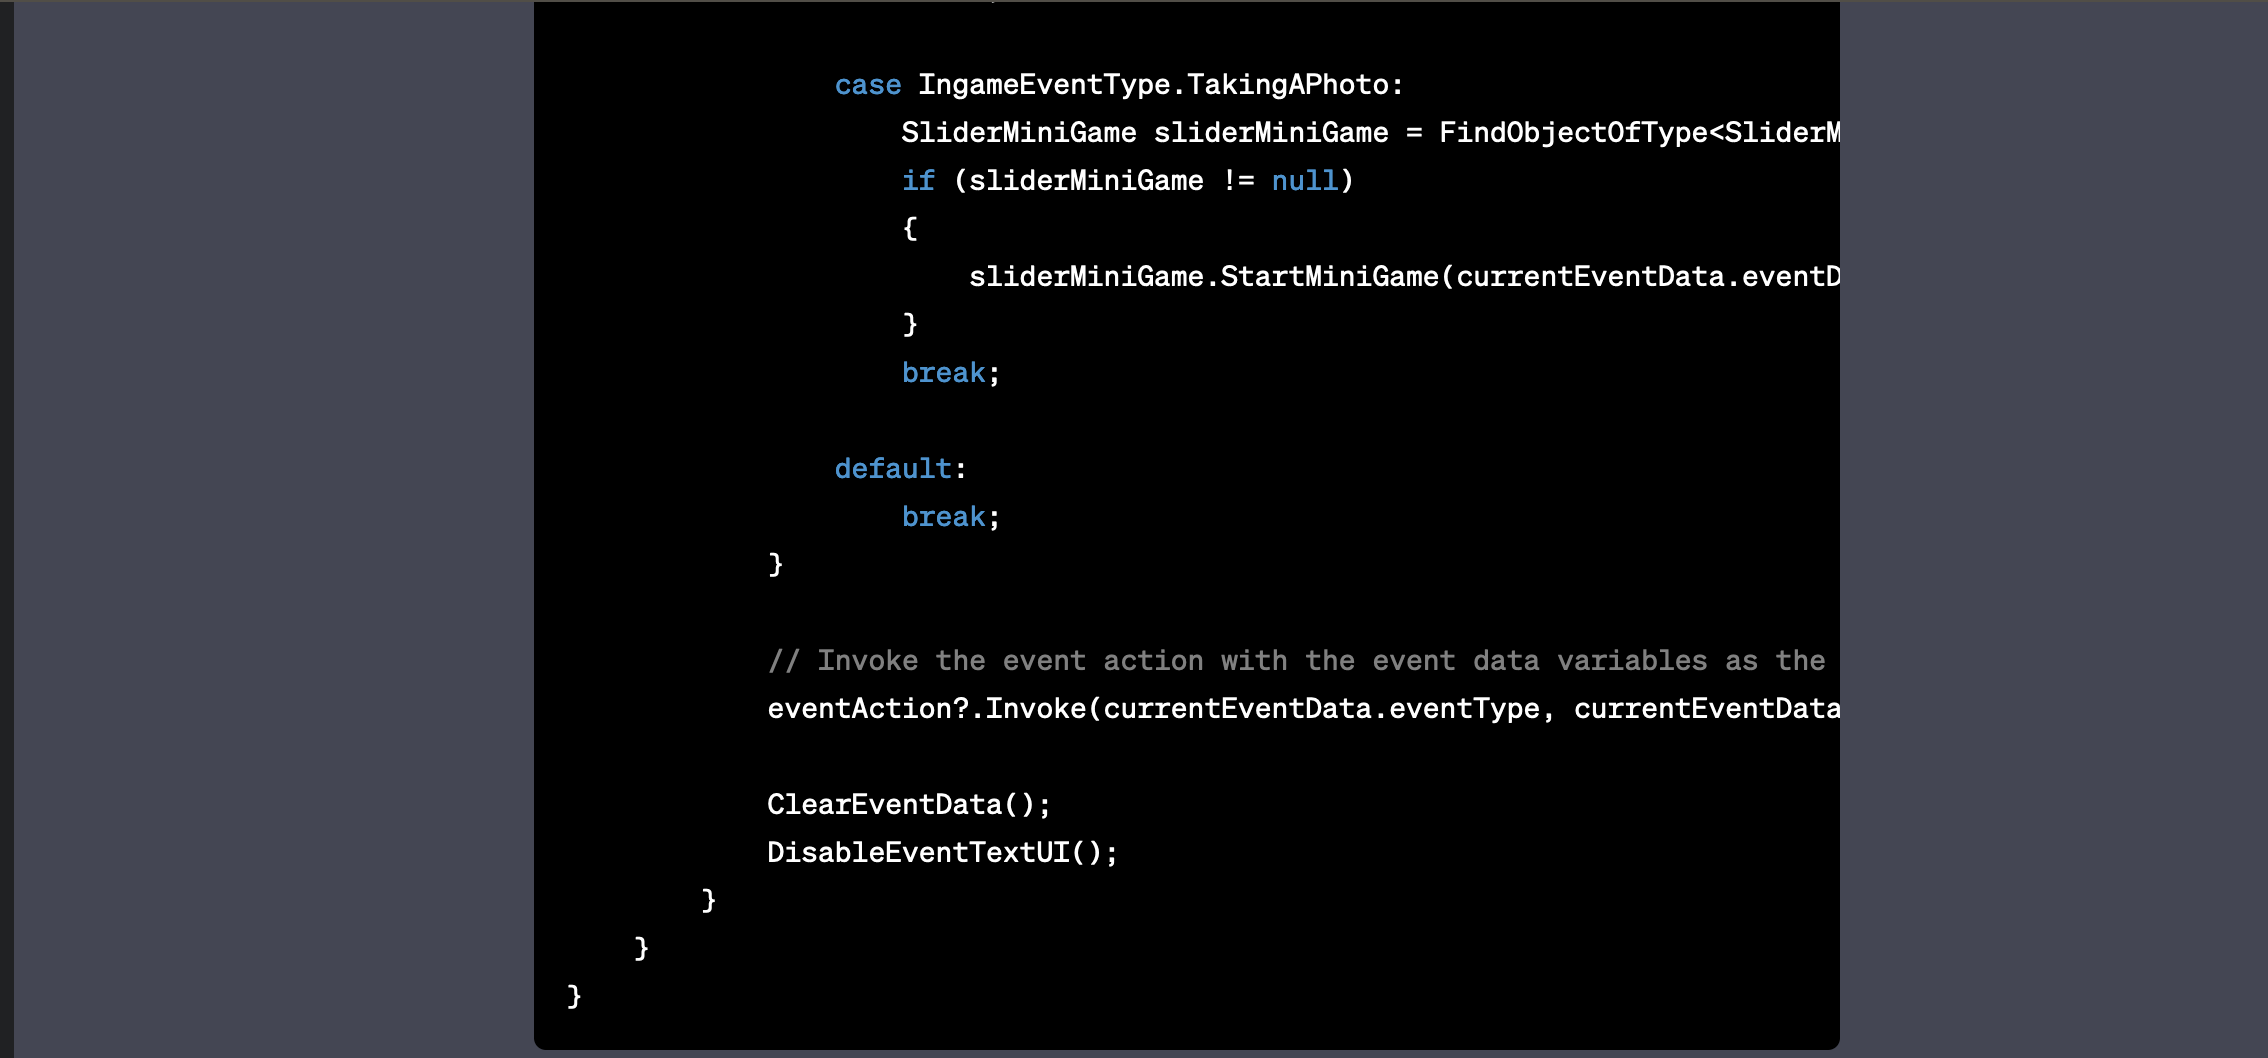 case IngameEventType.TakingAPhoto:
SliderMiniGame sliderMiniGame = FindObjectOfType<SliderM
if (sliderMiniGame != null)
{
sliderMiniGame.StartMiniGame(currentEventData.eventD
}
break;
default:
break;
}
// Invoke the event action with the event data variables as the
eventAction?.Invoke(currentEventData.eventType, currentEventData
ClearEventData();
DisableEventTextUI();
}
}
}